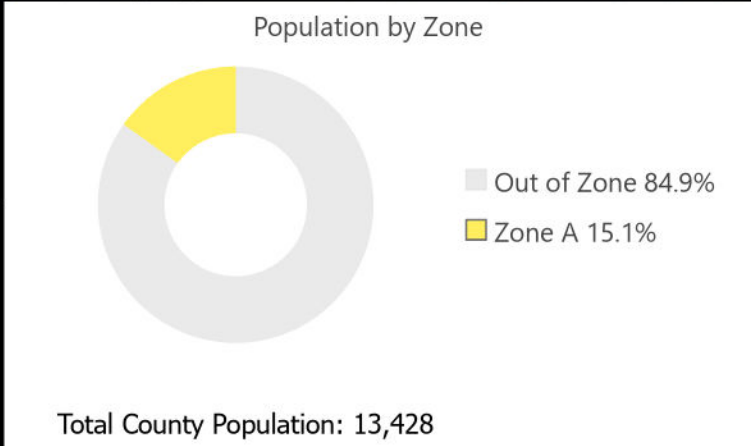 Population by Zone
Out of Zone 84.9%
Zone A 15.1%
Total County Population: 13,428